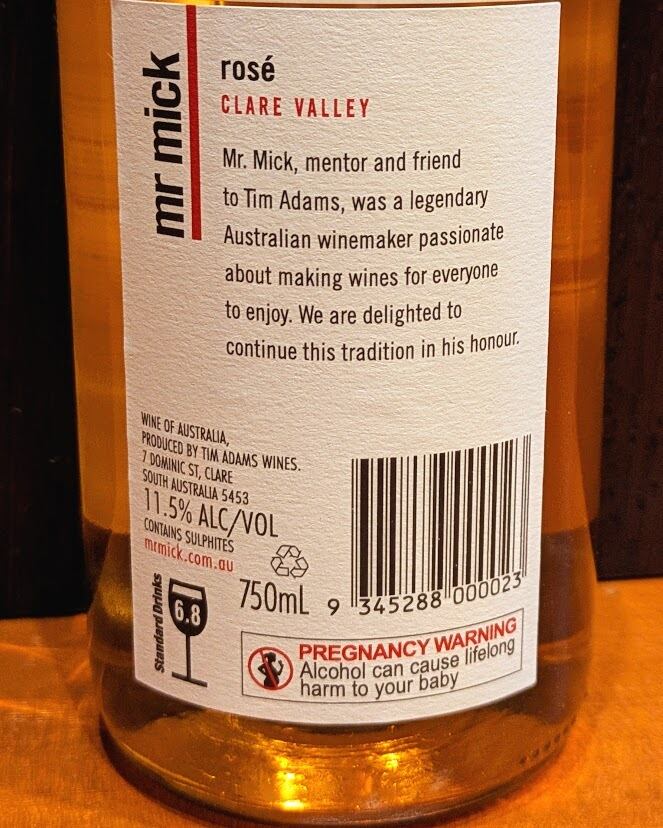 mr mick
rosé
CLARE VALLEY
Mr. Mick, mentor and friend
to Tim Adams, was a legendary
Australian winemaker passionate
about making wines for everyone
to enjoy. We are delighted to
continue this tradition in his honour.
WINE OF AUSTRALIA,
PRODUCED BY TIM ADAMS WINES.
7 DOMINIC ST, CLARE
SOUTH AUSTRALIA 5453
11.5% ALC/VOL
CONTAINS SULPHITES
mrmick.com.au
Standard Drinks
6.8
750mL
9 345288 000023
PREGNANCY WARNING
Alcohol can cause lifelong
harm to your baby